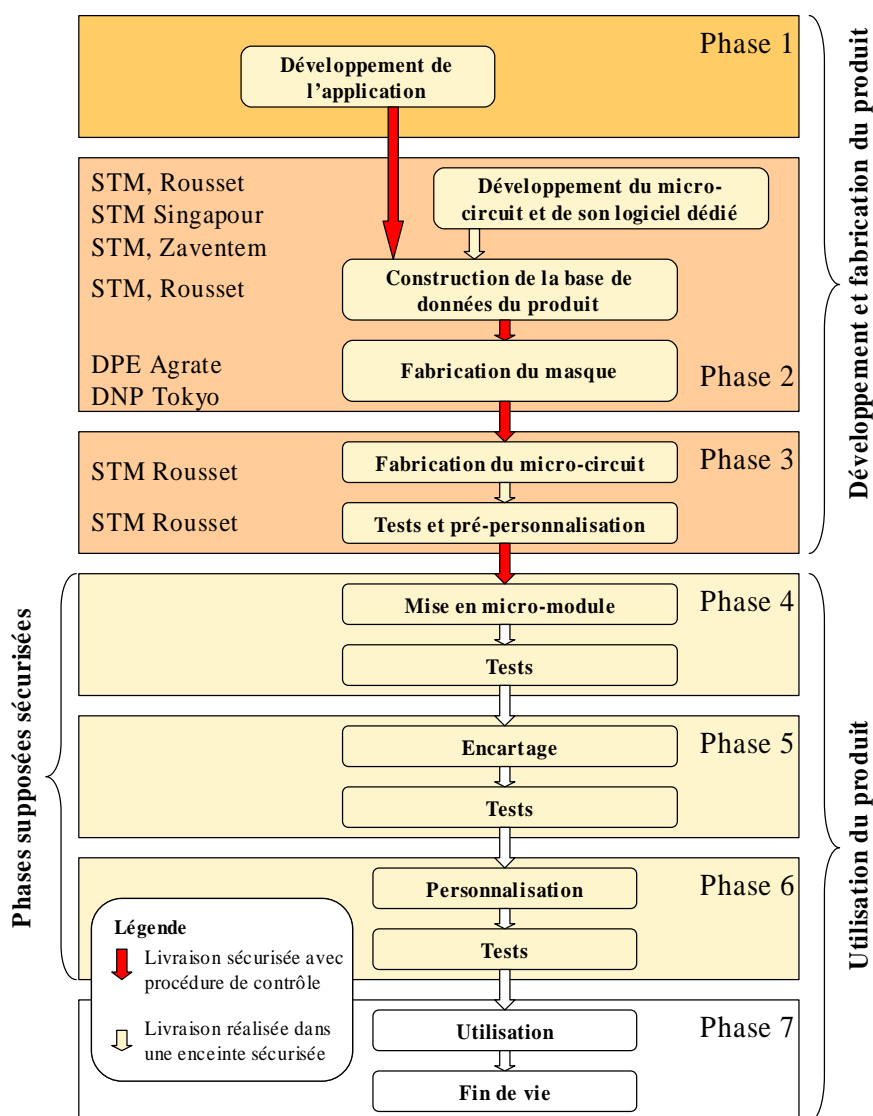 Phase 1
Développement de
l'application
STM, Rousset
STM Singapour
STM, Zaventem
STM, Rousset
Développement du micro-
circuit et de son logiciel dédié
Construction de la base de
données du produit
DPE Agrate
DNP Tokyo
Fabrication du masque
Phase 2
Développement et fabrication du produit
Phase 3
STM Rousset
Fabrication du micro-circuit
STM Rousset
Tests et pré-personnalisation
Phase 4
Mise en micro-module
Tests
Phases supposées sécurisées
Phase 5
Encartage
Tests
Utilisation du produit
Phase 6
Personnalisation
Tests
Légende
Livraison sécurisée avec
procédure de contrôle
Livraison réalisée dans
une enceinte sécurisée
Phase 7
Utilisation
Fin de vie